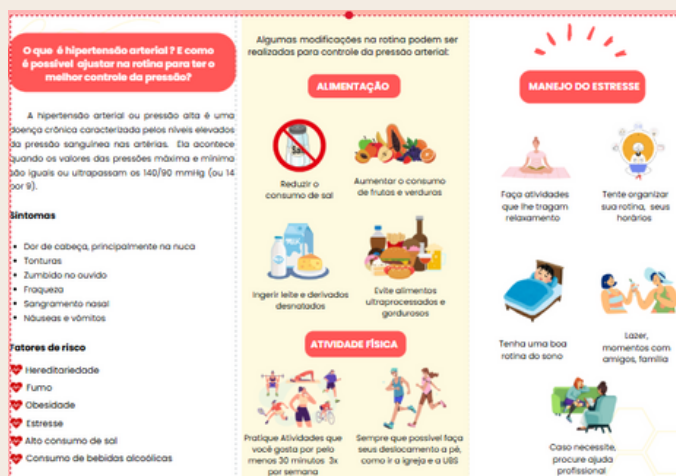 O que é hipertensão arterial ? E como
é possivel ajustar na rotina para ter o
melhor controle da pressão?
A hipertensão arterial ou pressão alta é uma
doença crônica caracterizada pelos níveis elevados
da pressão sanguínea nas artérias. Ela acontece
quando os valores das pressões máxima e mínima
são iguais ou ultrapassam os 140/90 mmHg (ou 14
por 9).
Sintomas
Dor de cabeça, principalmente na nuca
Tonturas
Zumbido no ouvido
Fraqueza
Sangramento nasal
Náuseas e vômitos
Fatores de risco
Hereditariedade
Fumo
Obesidade
Estresse
Alto consumo de sal
Consumo de bebidas alcoólicas
Algumas modificações na rotina podem ser
realizadas para controle da pressão arterial:
ALIMENTAÇÃO
Sal
Reduzir o
consumo de sal
Aumentar o consumo
de frutas e verduras
MILK
Ingerir leite e derivados
desnatados
Evite alimentos
ultraprocessados e
gordurosos
ATIVIDADE FÍSICA
Pratique Atividades que
você gosta por pelo
menos 30 minutos 3x
por semana
Sempre que possível faça
seus deslocamento a pé,
como ir a igreja e a UBS
MANEJO DO ESTRESSE
Faça atividades
que lhe tragam
relaxamento
Tente organizar
sua rotina, seus
horários
Tenha uma boa
rotina do sono
Lazer,
momentos com
amigos, família
Caso necessite,
procure ajuda
profissional